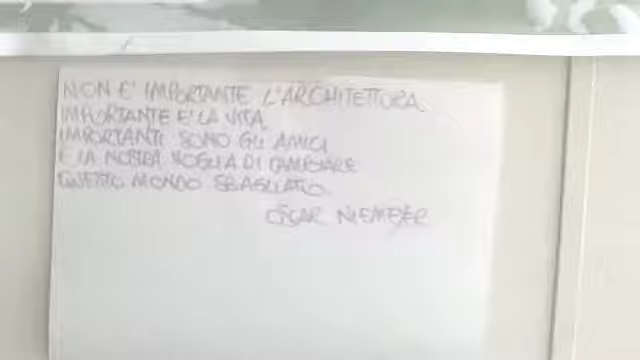 NON E' IMPORTANTE L'ARCHITETTURA
IMPORTANTE E' LA VITA
IMPORTANTI SONO GLI AMICI
E LA NOSTRA VOGLIA DI CAMBIARE
QUESTO MONDO SBAGLIATO.
OSCAR NIEMEYER